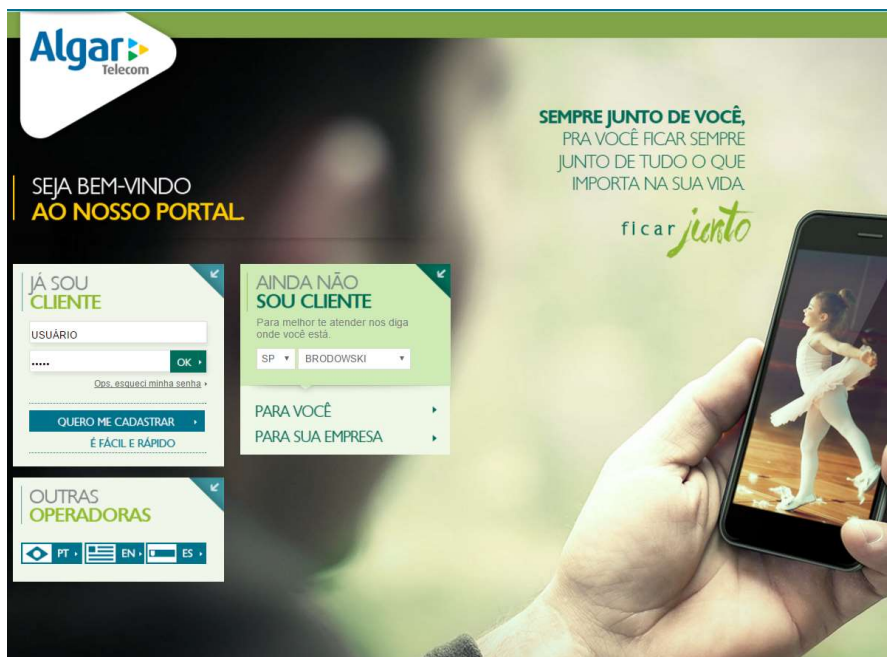 Algar
Telecom
SEMPRE JUNTO DE VOCÊ,
PRA VOCÊ FICAR SEMPRE
JUNTO DE TUDO O QUE
IMPORTA NA SUA VIDA.
ficar junto
SEJA BEM-VINDO
AO NOSSO PORTAL.
JÁ SOU
CLIENTE
USUÁRIO
•••••
OK
Ops, esqueci minha senha
QUERO ME CADASTRAR
É FÁCIL E RÁPIDO
AINDA NÃO
SOU CLIENTE
Para melhor te atender nos diga
onde você está.
SP BRODOWSKI
PARA VOCÊ
PARA SUA EMPRESA
OUTRAS
OPERADORAS
PT EN ES